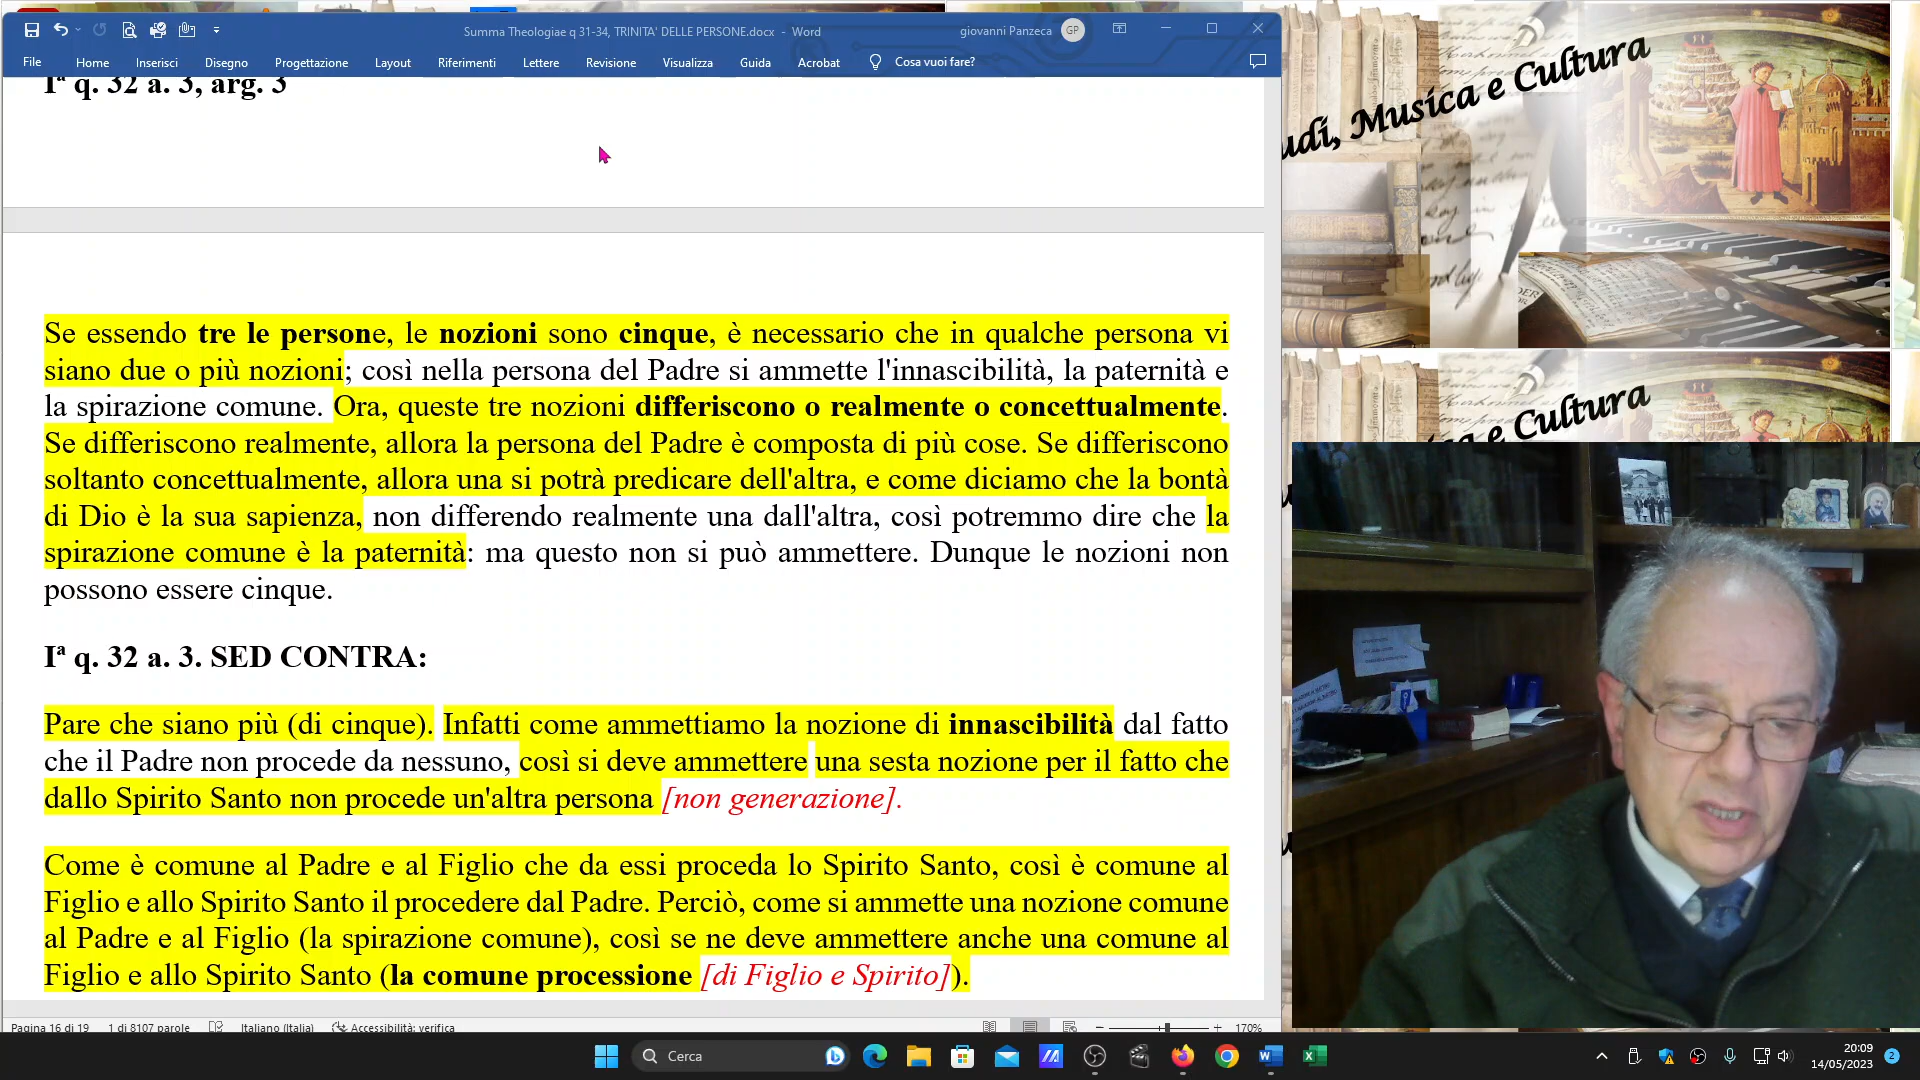 Summa Theologiae q 31-34, TRINITA' DELLE PERSONE.docx - Word
giovanni Panzeca GP
File Home Inserisci Disegno Progettazione Layout Riferimenti Lettere Revisione Visualizza Guida Acrobat Cosa vuoi fare?
Iª q. 32 a. 3, arg. 3
Se essendo tre le persone, le nozioni sono cinque, è necessario che in qualche persona vi
siano due o più nozioni; così nella persona del Padre si ammette l'innascibilità, la paternità e
la spirazione comune. Ora, queste tre nozioni differiscono o realmente o concettualmente.
Se differiscono realmente, allora la persona del Padre è composta di più cose. Se differiscono
soltanto concettualmente, allora una si potrà predicare dell'altra, e come diciamo che la bontà
di Dio è la sua sapienza, non differendo realmente una dall'altra, così potremmo dire che la
spirazione comune è la paternità: ma questo non si può ammettere. Dunque le nozioni non
possono essere cinque.
Iª q. 32 a. 3. SED CONTRA:
Pare che siano più (di cinque). Infatti come ammettiamo la nozione di innascibilità dal fatto
che il Padre non procede da nessuno, così si deve ammettere una sesta nozione per il fatto che
dallo Spirito Santo non procede un'altra persona [non generazione].
Come è comune al Padre e al Figlio che da essi proceda lo Spirito Santo, così è comune al
Figlio e allo Spirito Santo il procedere dal Padre. Perciò, come si ammette una nozione comune
al Padre e al Figlio (la spirazione comune), così se ne deve ammettere anche una comune al
Figlio e allo Spirito Santo (la comune processione [di Figlio e Spirito]).
Pagina 16 di 19 1 di 8107 parole Italiano (Italia) Accessibilità: verifica 170%
Cerca
20:09
14/05/2023 2
udi, Musica e Cultura
usica e Cultura